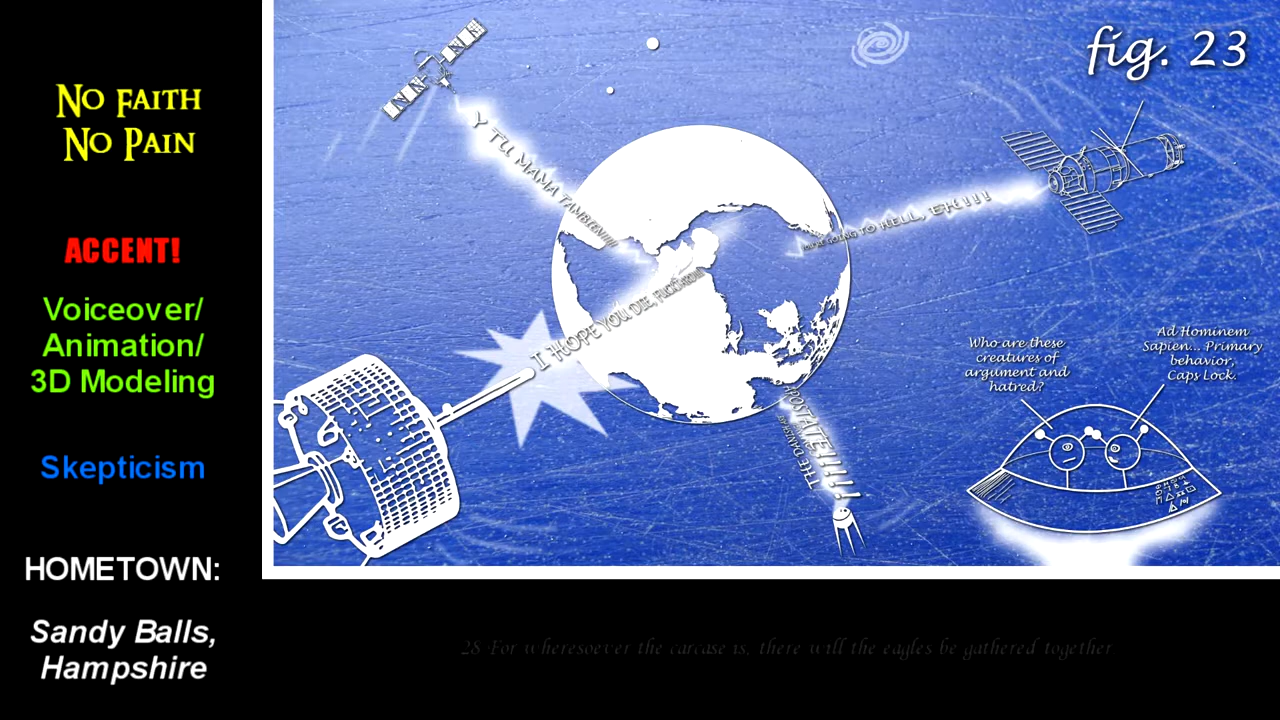 No Faith
No Pain
ACCENT!
Voiceover/
Animation/
3D Modeling
Skepticism
HOMETOWN:
Sandy Balls,
Hampshire
fig. 23
Y TU MAMA TAMBIEN!!!!
YOU'RE GOING TO HELL, EH!!!
I HOPE YOU DIE,
APOSTATE!!!!!
THE
Who are these
creatures of
argument and
hatred?
Ad Hominem
Sapien... Primary
behavior,
Caps Lock.
28 For wheresoever the carcase is, there will the eagles be gathered together